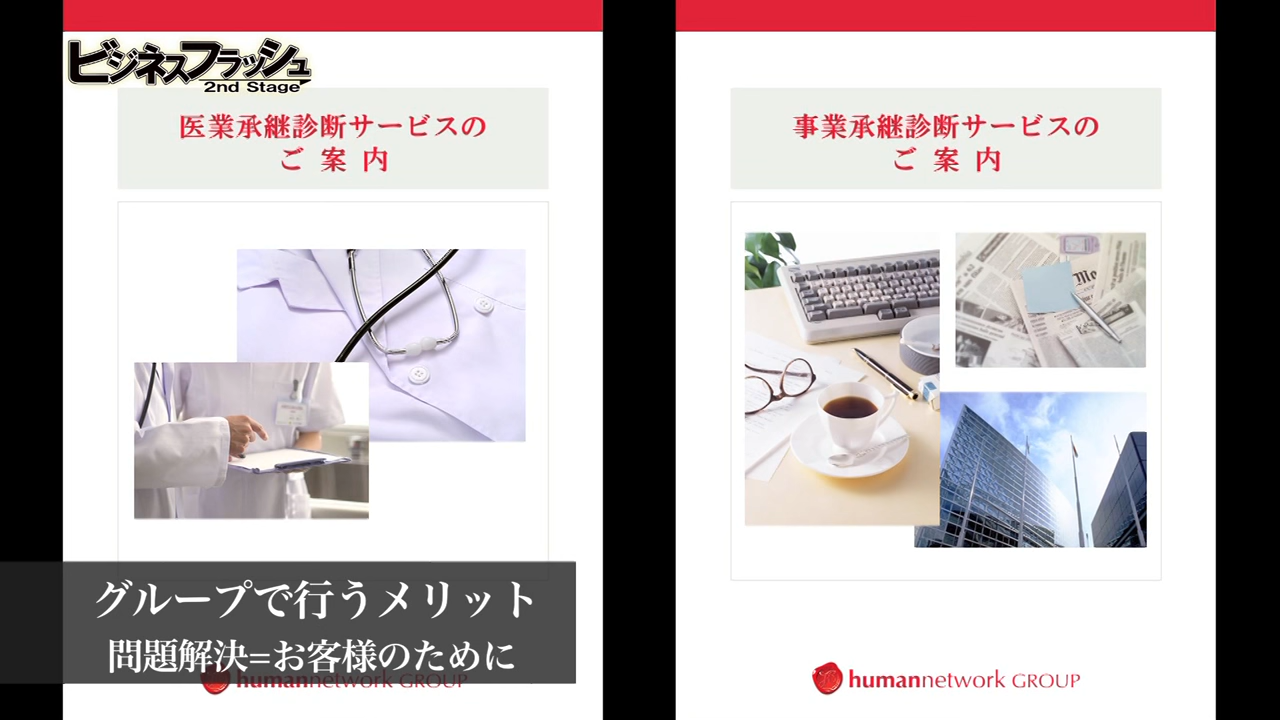 ビジネスフラッシュ
2nd Stage
医業承継診断サービスの
ご案内
事業承継診断サービスの
ご案内
グループで行うメリット
問題解決=お客様のために
humannetwork GROUP
humannetwork GROUP